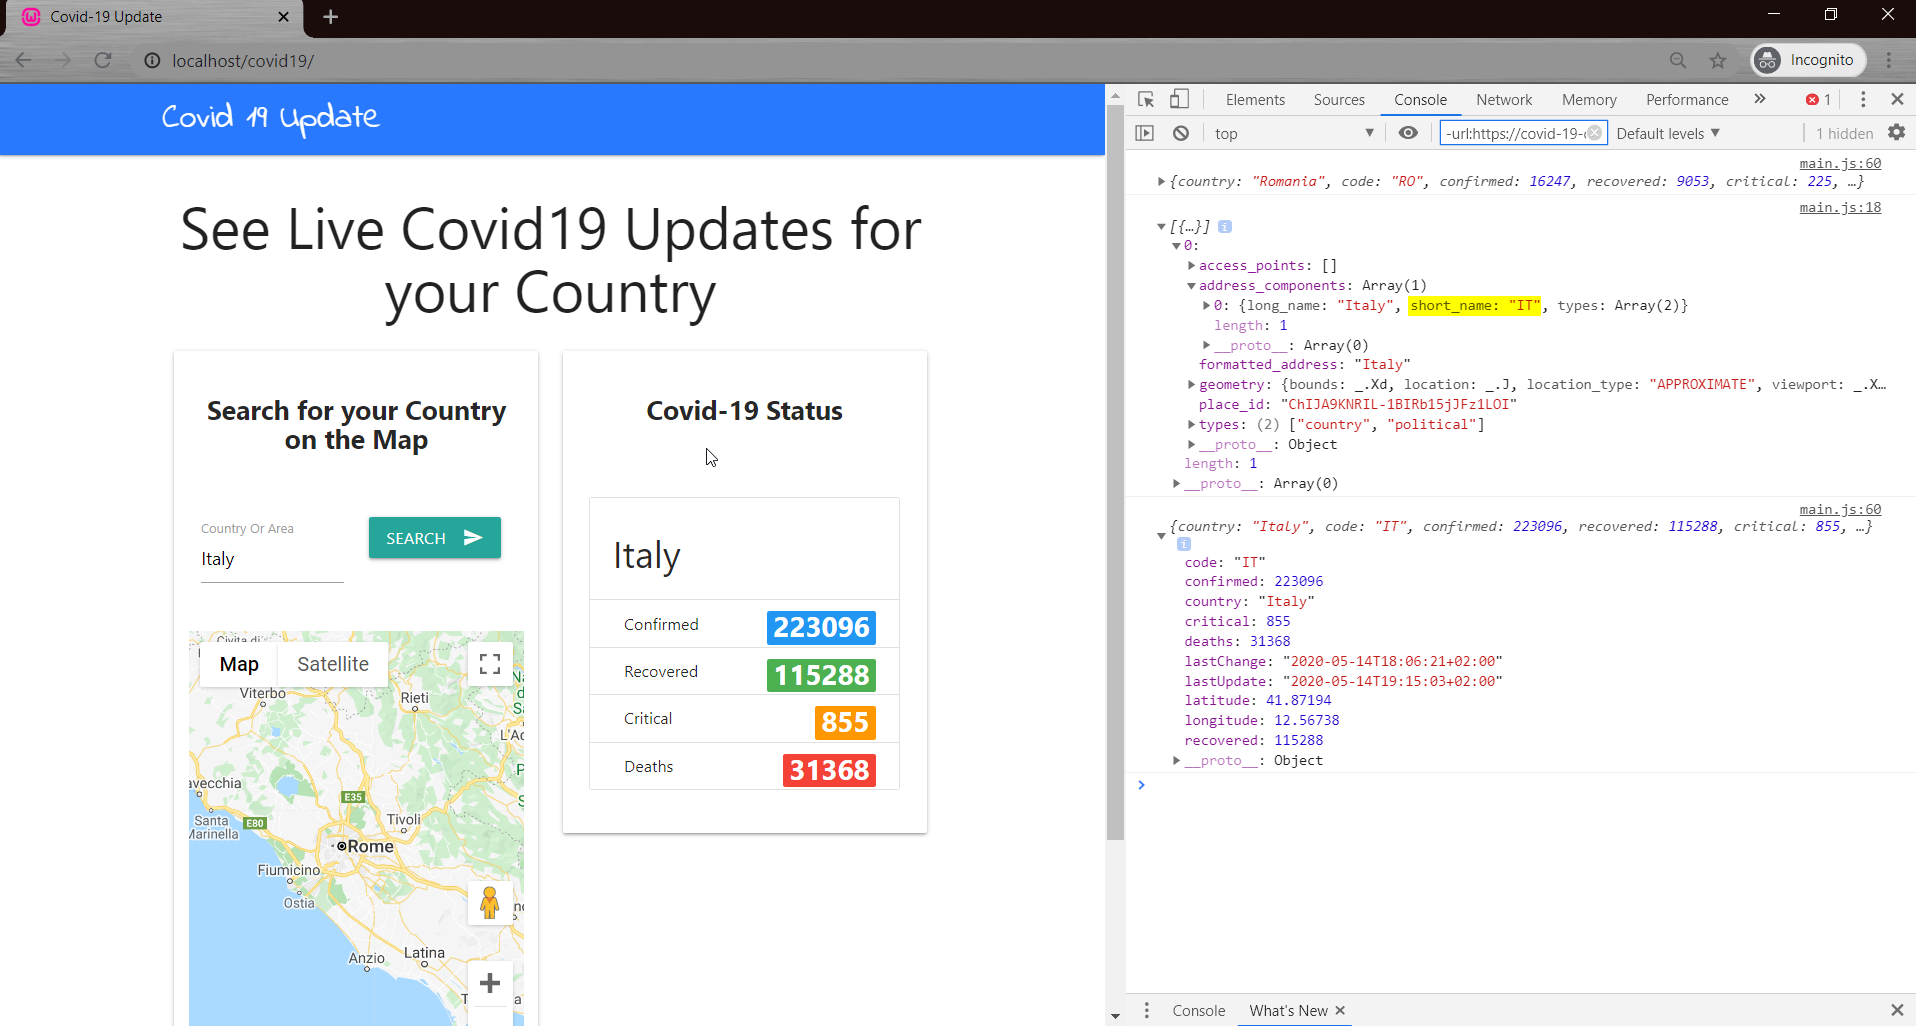 Covid-19 Update
localhost/covid19/
Incognito
Covid 19 Update
See Live Covid19 Updates for
your Country
Search for your Country
on the Map
Country Or Area
Italy
SEARCH
Map
Satellite
Civita di
Viterbo
Rieti
L'Aq
avecchia
E35
Santa
Marinella
E80
Tivoli
Rome
Fiumicino
Ostia
Anzio
Latina
Covid-19 Status
Italy
Confirmed 223096
Recovered 115288
Critical 855
Deaths 31368
Elements Sources Console Network Memory Performance 1
top -url:https://covid-19- Default levels 1 hidden
main.js:60
{country: "Romania", code: "RO", confirmed: 16247, recovered: 9053, critical: 225, …}
main.js:18
[{…}] i
0:
access_points: []
address_components: Array(1)
0: {long_name: "Italy", short_name: "IT", types: Array(2)}
length: 1
__proto__: Array(0)
formatted_address: "Italy"
geometry: {bounds: _.Xd, location: _.J, location_type: "APPROXIMATE", viewport: _.X…
place_id: "ChIJA9KNRIL-1BIRb15jJFz1LOI"
types: (2) ["country", "political"]
__proto__: Object
length: 1
__proto__: Array(0)
main.js:60
{country: "Italy", code: "IT", confirmed: 223096, recovered: 115288, critical: 855, …}
i
code: "IT"
confirmed: 223096
country: "Italy"
critical: 855
deaths: 31368
lastChange: "2020-05-14T18:06:21+02:00"
lastUpdate: "2020-05-14T19:15:03+02:00"
latitude: 41.87194
longitude: 12.56738
recovered: 115288
__proto__: Object
Console What's New